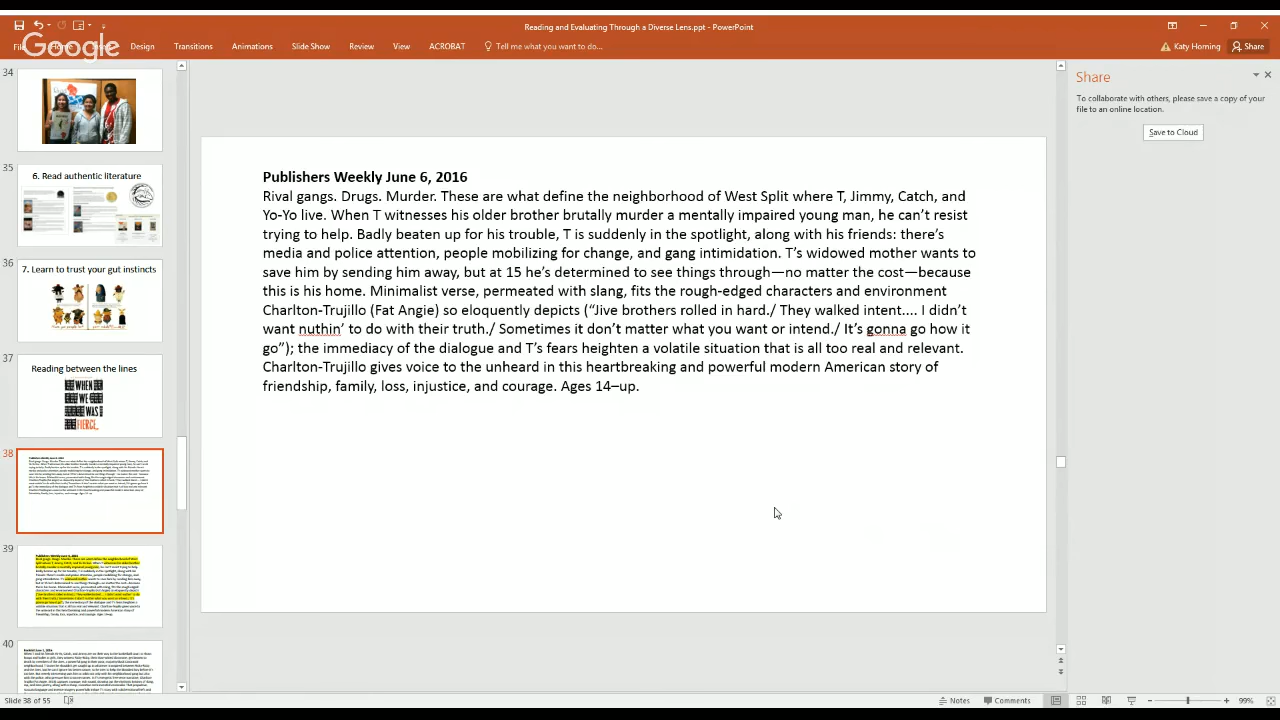 Reading and Evaluating Through a Diverse Lens.ppt - PowerPoint
Google
Design Transitions Animations Slide Show Review View ACROBAT Tell me what you want to do...
Katy Horning Share
34
35
6. Read authentic literature
36
7. Learn to trust your gut instincts
37
Reading between the lines
WHEN
WE
WAS
FIERCE
38
39
40
Publishers Weekly June 6, 2016
Rival gangs. Drugs. Murder. These are what define the neighborhood of West Split where T, Jimmy, Catch, and
Yo-Yo live. When T witnesses his older brother brutally murder a mentally impaired young man, he can’t resist
trying to help. Badly beaten up for his trouble, T is suddenly in the spotlight, along with his friends: there’s
media and police attention, people mobilizing for change, and gang intimidation. T’s widowed mother wants to
save him by sending him away, but at 15 he’s determined to see things through—no matter the cost—because
this is his home. Minimalist verse, permeated with slang, fits the rough-edged characters and environment
Charlton-Trujillo (Fat Angie) so eloquently depicts (“Jive brothers rolled in hard./ They walked intent.... I didn’t
want nuthin’ to do with their truth./ Sometimes it don’t matter what you want or intend./ It’s gonna go how it
go”); the immediacy of the dialogue and T’s fears heighten a volatile situation that is all too real and relevant.
Charlton-Trujillo gives voice to the unheard in this heartbreaking and powerful modern American story of
friendship, family, loss, injustice, and courage. Ages 14–up.
Share
To collaborate with others, please save a copy of your
file to an online location.
Save to Cloud
Slide 38 of 55
Notes Comments 99%